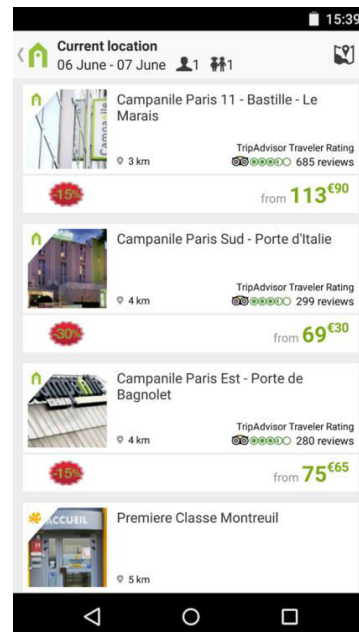 15:39
Current location
06 June - 07 June 1 1
Campanile Paris 11 - Bastille - Le
Marais
TripAdvisor Traveler Rating
3 km 685 reviews
-15% from 113€90
Campanile Paris Sud - Porte d'Italie
TripAdvisor Traveler Rating
4 km 299 reviews
-30% from 69€30
Campanile Paris Est - Porte de
Bagnolet
TripAdvisor Traveler Rating
4 km 280 reviews
-15% from 75€65
ACCUEIL
Premiere Classe Montreuil
5 km